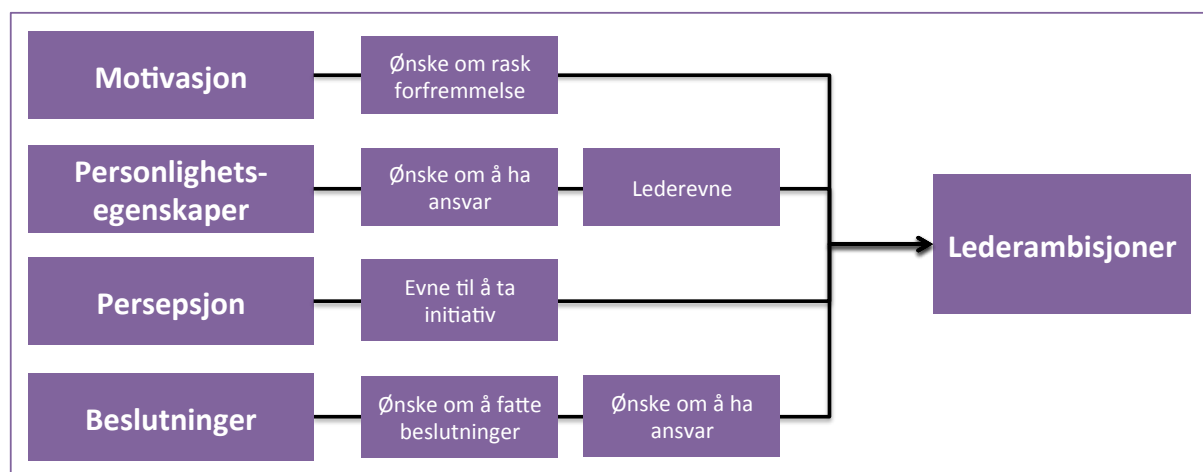 Motivasjon
Ønske om rask
forfremmelse
Personlighets-
egenskaper
Ønske om å ha
ansvar
Lederevne
Lederambisjoner
Persepsjon
Evne til å ta
initiativ
Beslutninger
Ønske om å fatte
beslutninger
Ønske om å ha
ansvar